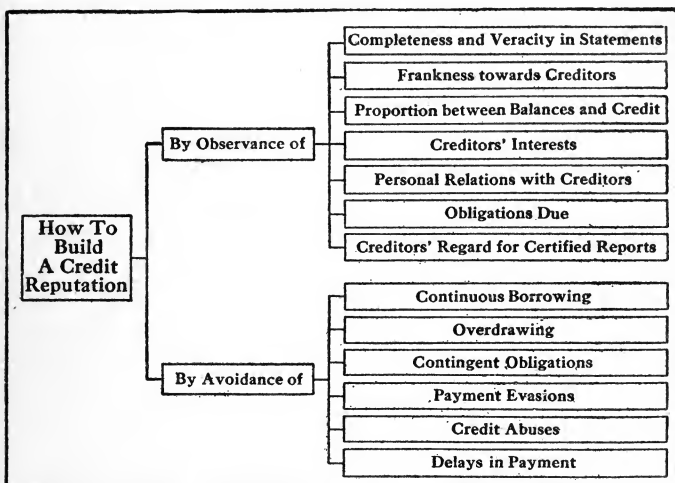 How To
Build
A Credit
Reputation
By Observance of
Completeness and Veracity in Statements
Frankness towards Creditors
Proportion between Balances and Credit
Creditors' Interests
Personal Relations with Creditors
Obligations Due
Creditors' Regard for Certified Reports
By Avoidance of
Continuous Borrowing
Overdrawing
Contingent Obligations
Payment Evasions
Credit Abuses
Delays in Payment